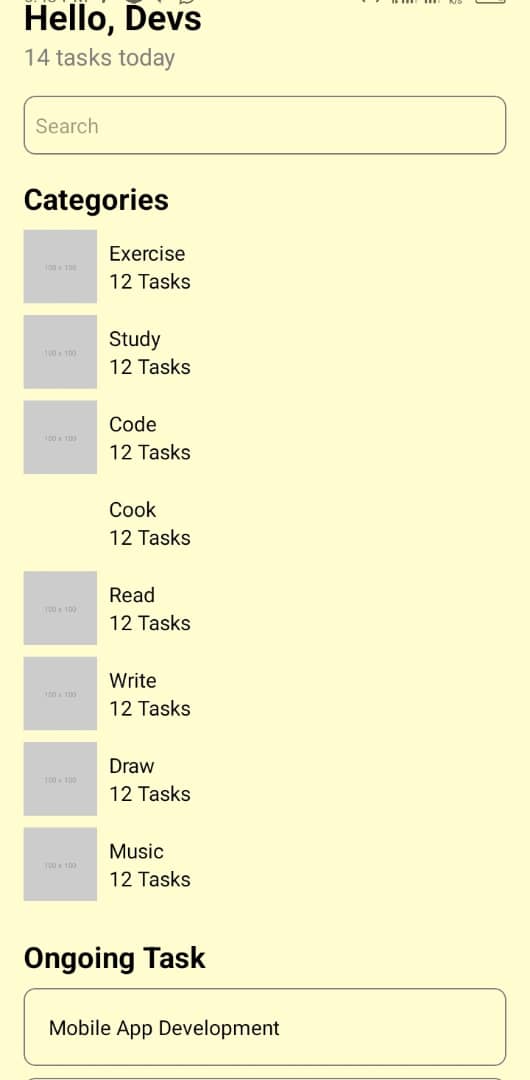 Hello, Devs
14 tasks today
Search
Categories
100 x 100
Exercise
12 Tasks
100 x 100
Study
12 Tasks
100 x 100
Code
12 Tasks
Cook
12 Tasks
100 x 100
Read
12 Tasks
100 x 100
Write
12 Tasks
100 x 100
Draw
12 Tasks
100 x 100
Music
12 Tasks
Ongoing Task
Mobile App Development